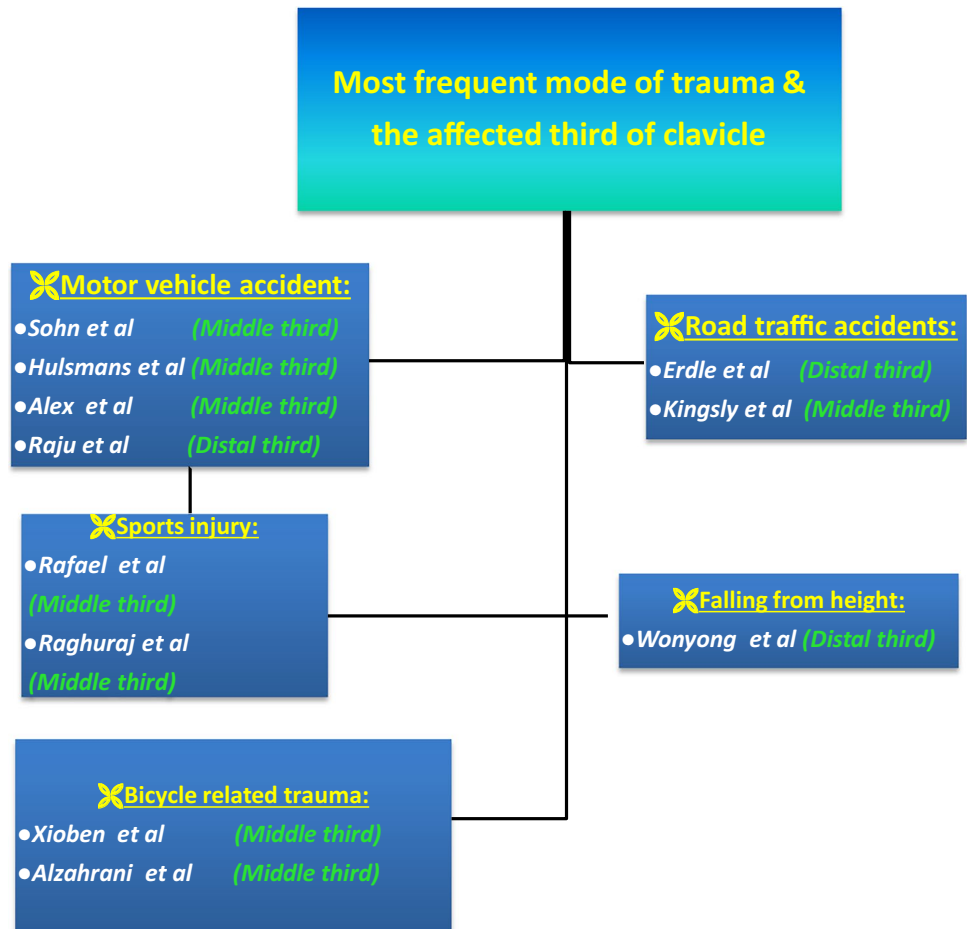 Most frequent mode of trauma &
the affected third of clavicle
Motor vehicle accident:
●Sohn et al (Middle third)
●Hulsmans et al (Middle third)
●Alex et al (Middle third)
●Raju et al (Distal third)
Road traffic accidents:
●Erdle et al (Distal third)
●Kingsly et al (Middle third)
Sports injury:
●Rafael et al
(Middle third)
●Raghuraj et al
(Middle third)
Falling from height:
●Wonyong et al (Distal third)
Bicycle related trauma:
●Xioben et al (Middle third)
●Alzahrani et al (Middle third)